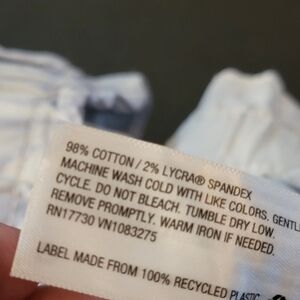 98% COTTON / 2% LYCRA® SPANDEX
MACHINE WASH COLD WITH LIKE COLORS. GENTL
CYCLE. DO NOT BLEACH. TUMBLE DRY LOW.
REMOVE PROMPTLY. WARM IRON IF NEEDED.
RN17730 VN1083275
LABEL MADE FROM 100% RECYCLED PLASTIC